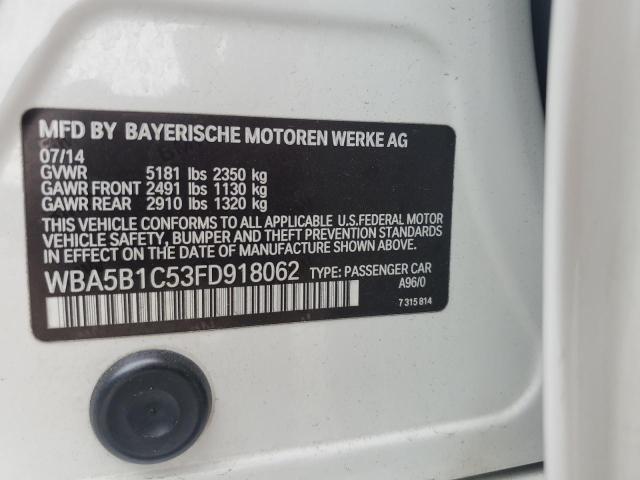 MFD BY BAYERISCHE MOTOREN WERKE AG
07/14
GVWR 5181 lbs 2350 kg
GAWR FRONT 2491 lbs 1130 kg
GAWR REAR 2910 lbs 1320 kg
THIS VEHICLE CONFORMS TO ALL APPLICABLE U.S.FEDERAL MOTOR
VEHICLE SAFETY, BUMPER AND THEFT PREVENTION STANDARDS
IN EFFECT ON THE DATE OF MANUFACTURE SHOWN ABOVE.
WBA5B1C53FD918062 TYPE: PASSENGER CAR
A96/0
7 315 814